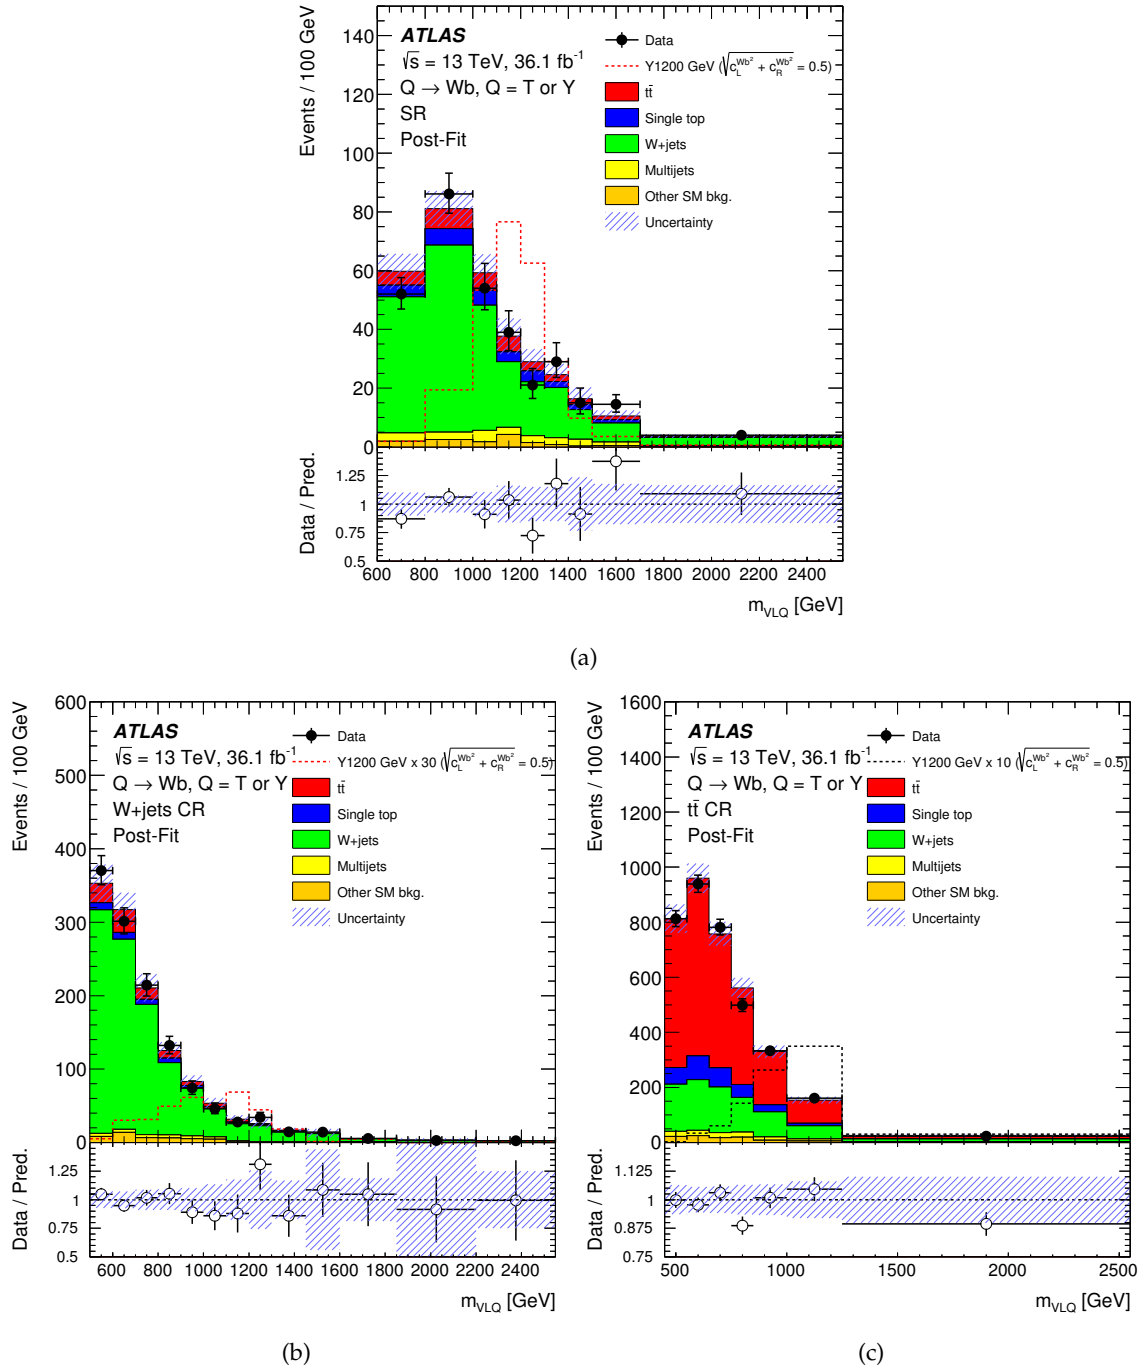 Events / 100 GeV
140
120
100
80
60
40
20
0
ATLAS
√s = 13 TeV, 36.1 fb⁻¹
Q → Wb, Q = T or Y
SR
Post-Fit
Data
Y1200 GeV (√(c_L^{Wb²} + c_R^{Wb²}) = 0.5)
tt̄
Single top
W+jets
Multijets
Other SM bkg.
Uncertainty
Data / Pred.
1.25
1
0.75
0.5
600 800 1000 1200 1400 1600 1800 2000 2200 2400
m_VLQ [GeV]
(a)
Events / 100 GeV
600
500
400
300
200
100
0
ATLAS
√s = 13 TeV, 36.1 fb⁻¹
Q → Wb, Q = T or Y
W+jets CR
Post-Fit
Data
Y1200 GeV x 30 (√(c_L^{Wb²} + c_R^{Wb²}) = 0.5)
tt̄
Single top
W+jets
Multijets
Other SM bkg.
Uncertainty
Data / Pred.
1.25
1
0.75
0.5
600 800 1000 1200 1400 1600 1800 2000 2200 2400
m_VLQ [GeV]
(b)
Events / 100 GeV
1600
1400
1200
1000
800
600
400
200
0
ATLAS
√s = 13 TeV, 36.1 fb⁻¹
Q → Wb, Q = T or Y
tt̄ CR
Post-Fit
Data
Y1200 GeV x 10 (√(c_L^{Wb²} + c_R^{Wb²}) = 0.5)
tt̄
Single top
W+jets
Multijets
Other SM bkg.
Uncertainty
Data / Pred.
1.125
1
0.875
0.75
500 1000 1500 2000 2500
m_VLQ [GeV]
(c)